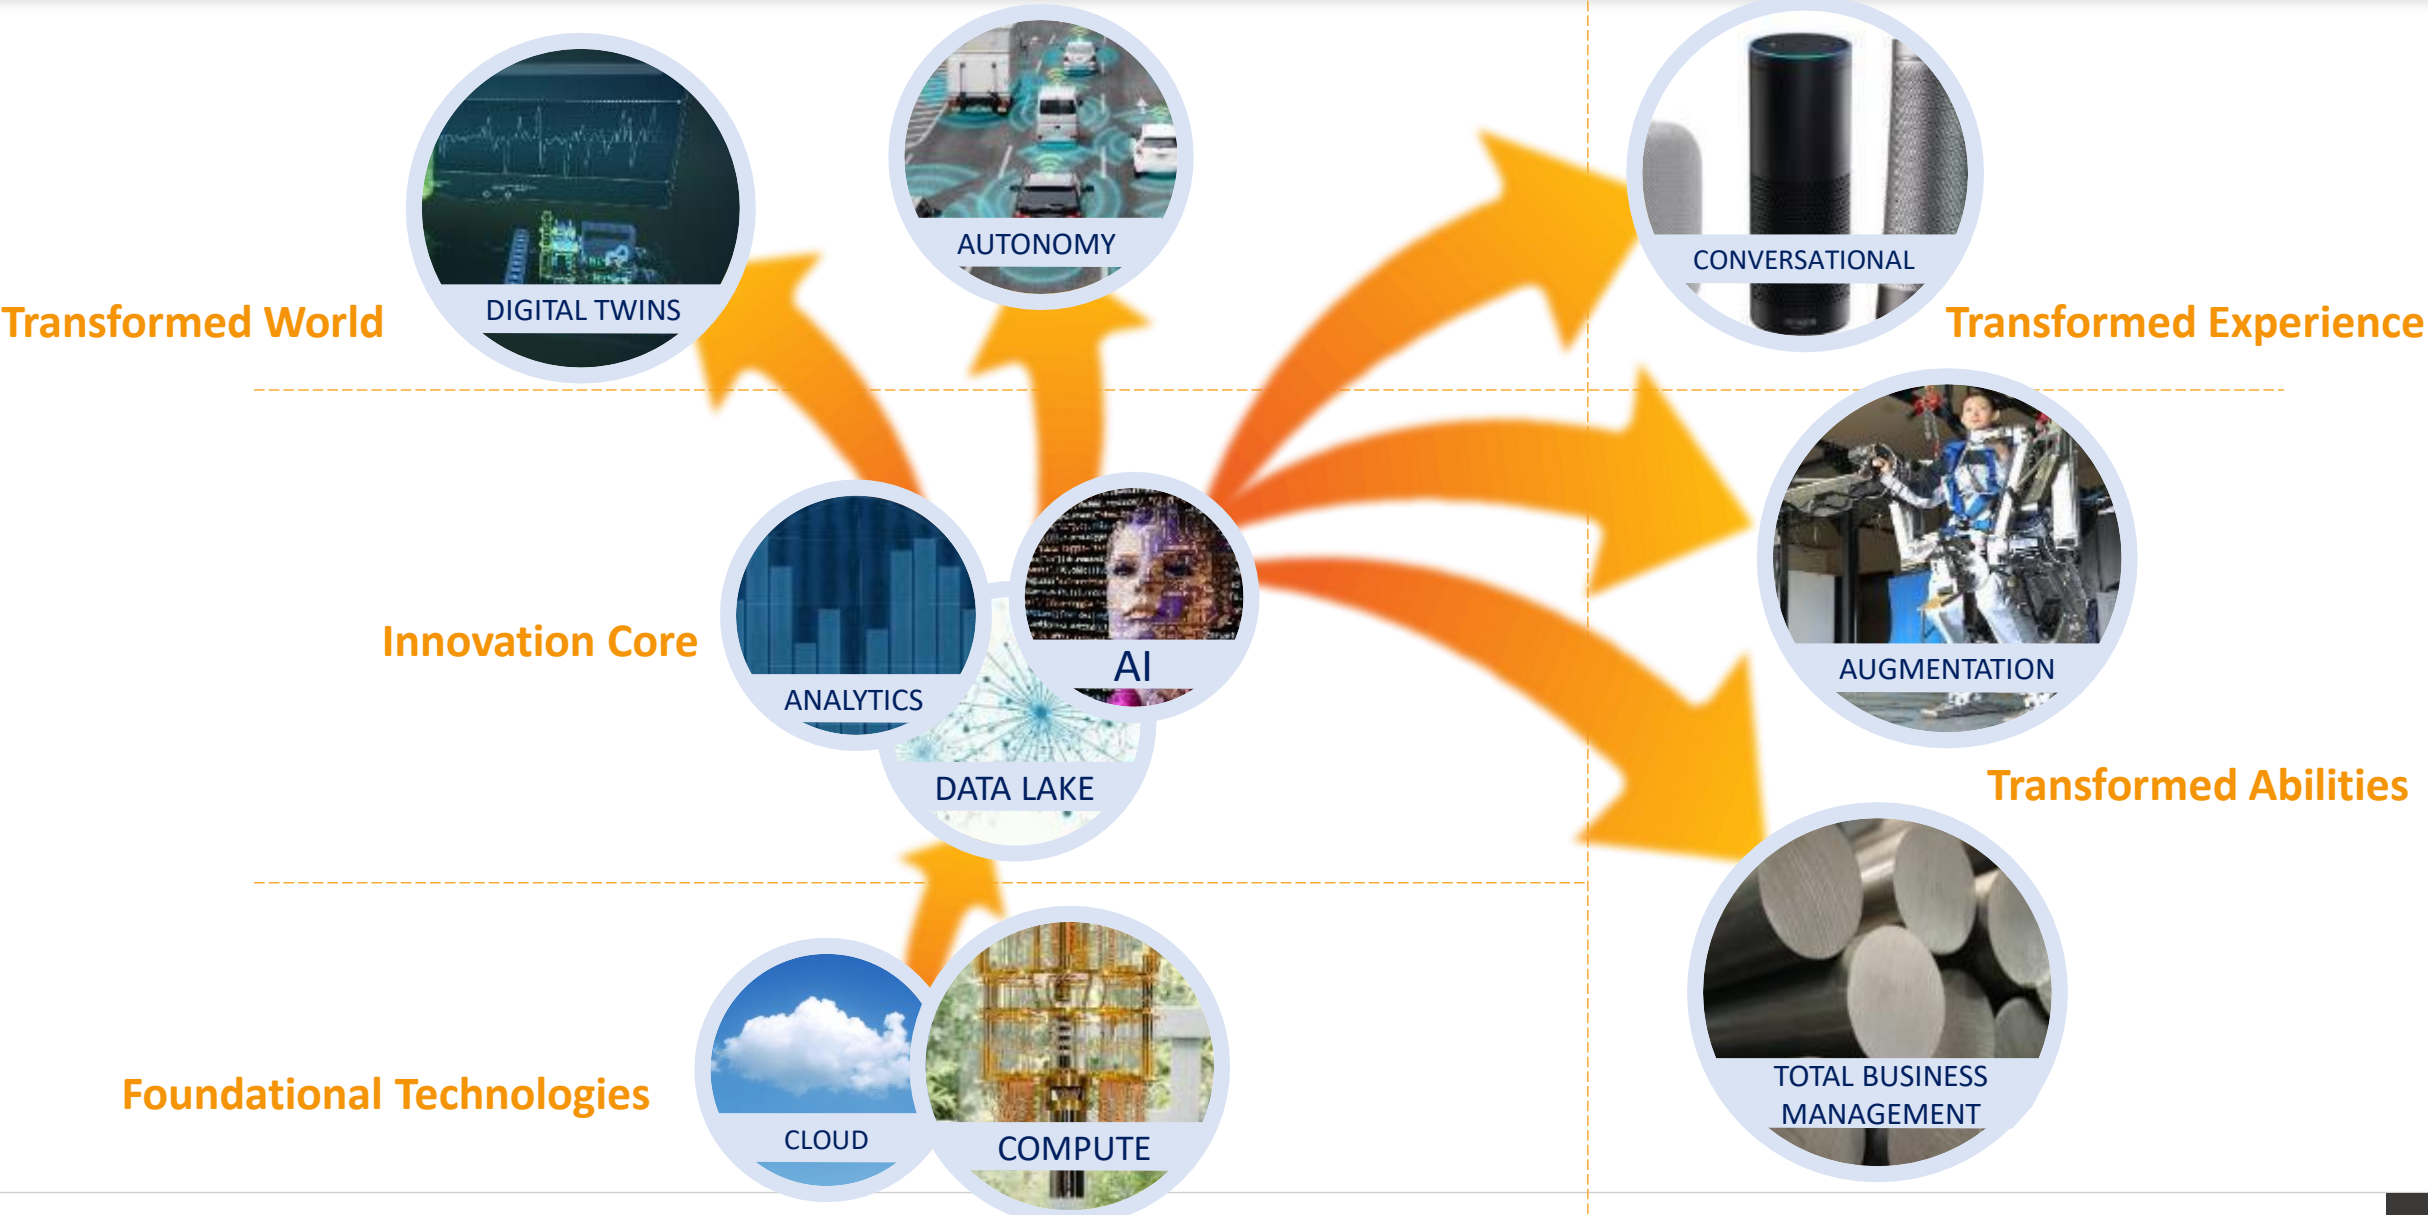 AUTONOMY
CONVERSATIONAL
DIGITAL TWINS
Transformed World
Transformed Experience
AI
AUGMENTATION
Innovation Core
ANALYTICS
DATA LAKE
Transformed Abilities
TOTAL BUSINESS
MANAGEMENT
Foundational Technologies
CLOUD
COMPUTE